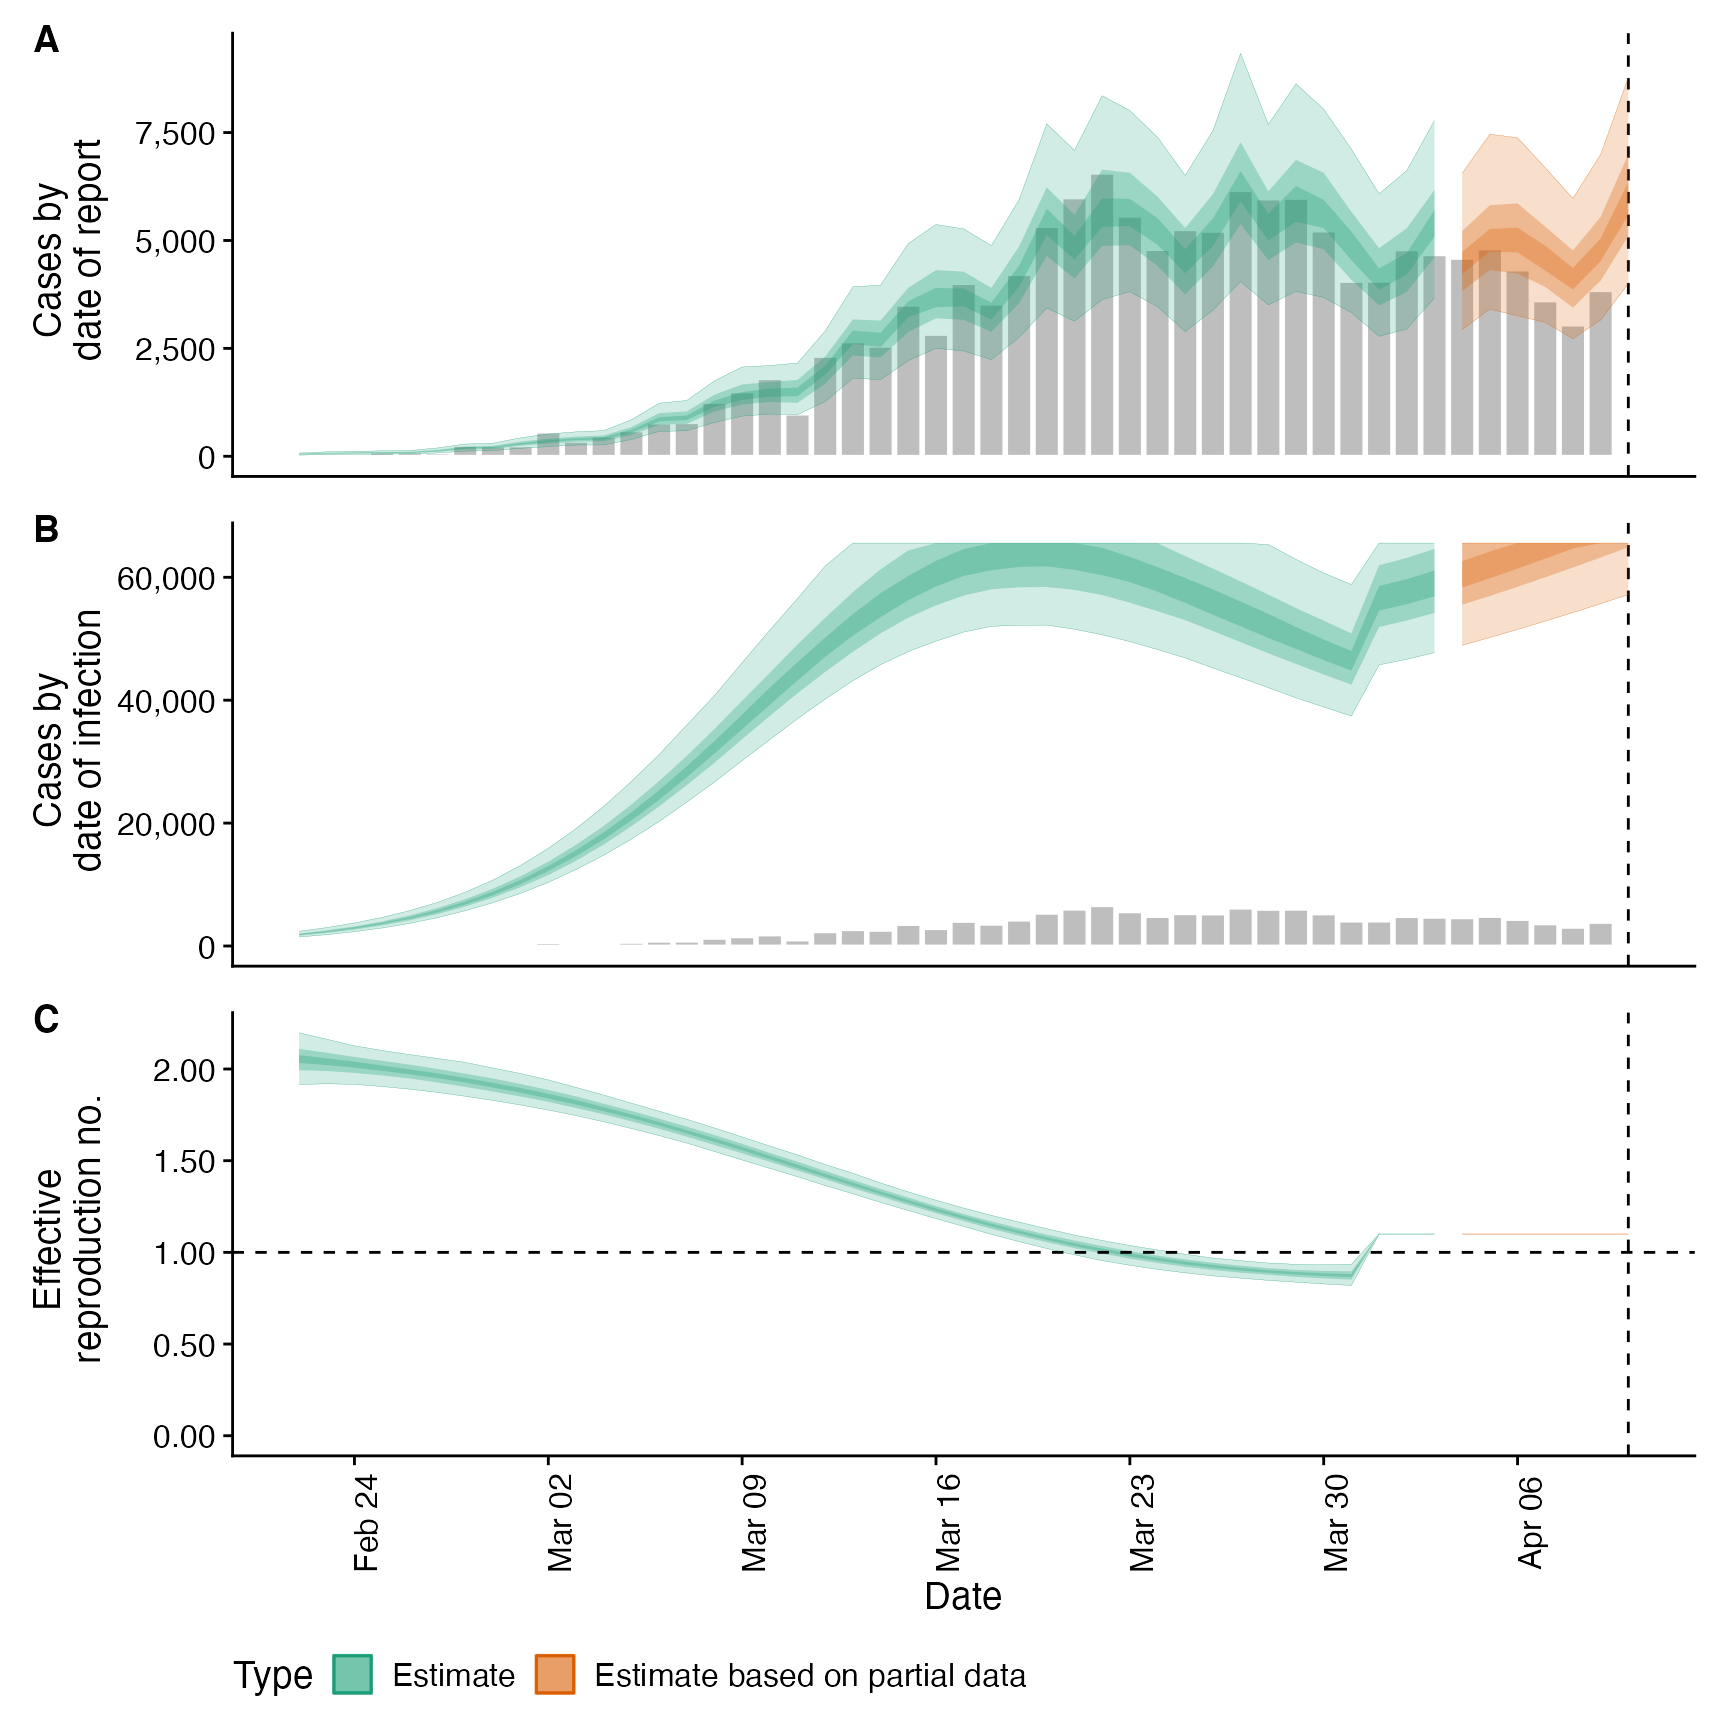 A
Cases by
date of report
7,500
5,000
2,500
0
B
Cases by
date of infection
60,000
40,000
20,000
0
C
Effective
reproduction no.
2.00
1.50
1.00
0.50
0.00
Feb 24
Mar 02
Mar 09
Mar 16
Mar 23
Mar 30
Apr 06
Date
Type
Estimate
Estimate based on partial data